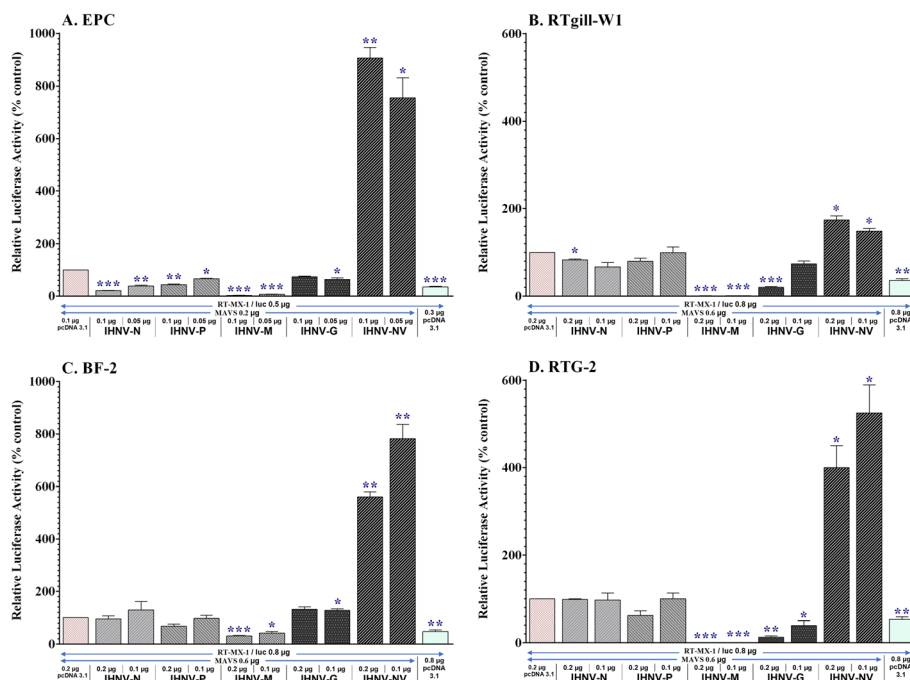 A. EPC
Relative Luciferase Activity (% control)
1000
800
600
400
200
0
*** ** ** * *** *** * ** * ***
0.1 µg pcDNA 3.1
0.1 µg 0.05 µg 0.1 µg 0.05 µg 0.1 µg 0.05 µg 0.1 µg 0.05 µg 0.1 µg 0.05 µg
IHNV-N IHNV-P IHNV-M IHNV-G IHNV-NV
RT-MX-1 / luc 0.5 µg
MAVS 0.2 µg
0.3 µg pcDNA 3.1
B. RTgill-W1
Relative Luciferase Activity (% control)
600
400
200
0
* *** *** *** * * **
RT-MX-1 / luc 0.8 µg
MAVS 0.6 µg
0.2 µg pcDNA 3.1
0.2 µg 0.1 µg 0.2 µg 0.1 µg 0.2 µg 0.1 µg 0.2 µg 0.1 µg 0.2 µg 0.1 µg
IHNV-N IHNV-P IHNV-M IHNV-G IHNV-NV
0.8 µg pcDNA 3.1
C. BF-2
Relative Luciferase Activity (% control)
1000
800
600
400
200
0
*** * * ** ** **
RT-MX-1 / luc 0.8 µg
MAVS 0.6 µg
0.2 µg pcDNA 3.1
0.2 µg 0.1 µg 0.2 µg 0.1 µg 0.2 µg 0.1 µg 0.2 µg 0.1 µg 0.2 µg 0.1 µg
IHNV-N IHNV-P IHNV-M IHNV-G IHNV-NV
0.8 µg pcDNA 3.1
D. RTG-2
Relative Luciferase Activity (% control)
600
400
200
0
*** *** ** * * * **
RT-MX-1 / luc 0.8 µg
MAVS 0.6 µg
0.2 µg pcDNA 3.1
0.2 µg 0.1 µg 0.2 µg 0.1 µg 0.2 µg 0.1 µg 0.2 µg 0.1 µg 0.2 µg 0.1 µg
IHNV-N IHNV-P IHNV-M IHNV-G IHNV-NV
0.8 µg pcDNA 3.1